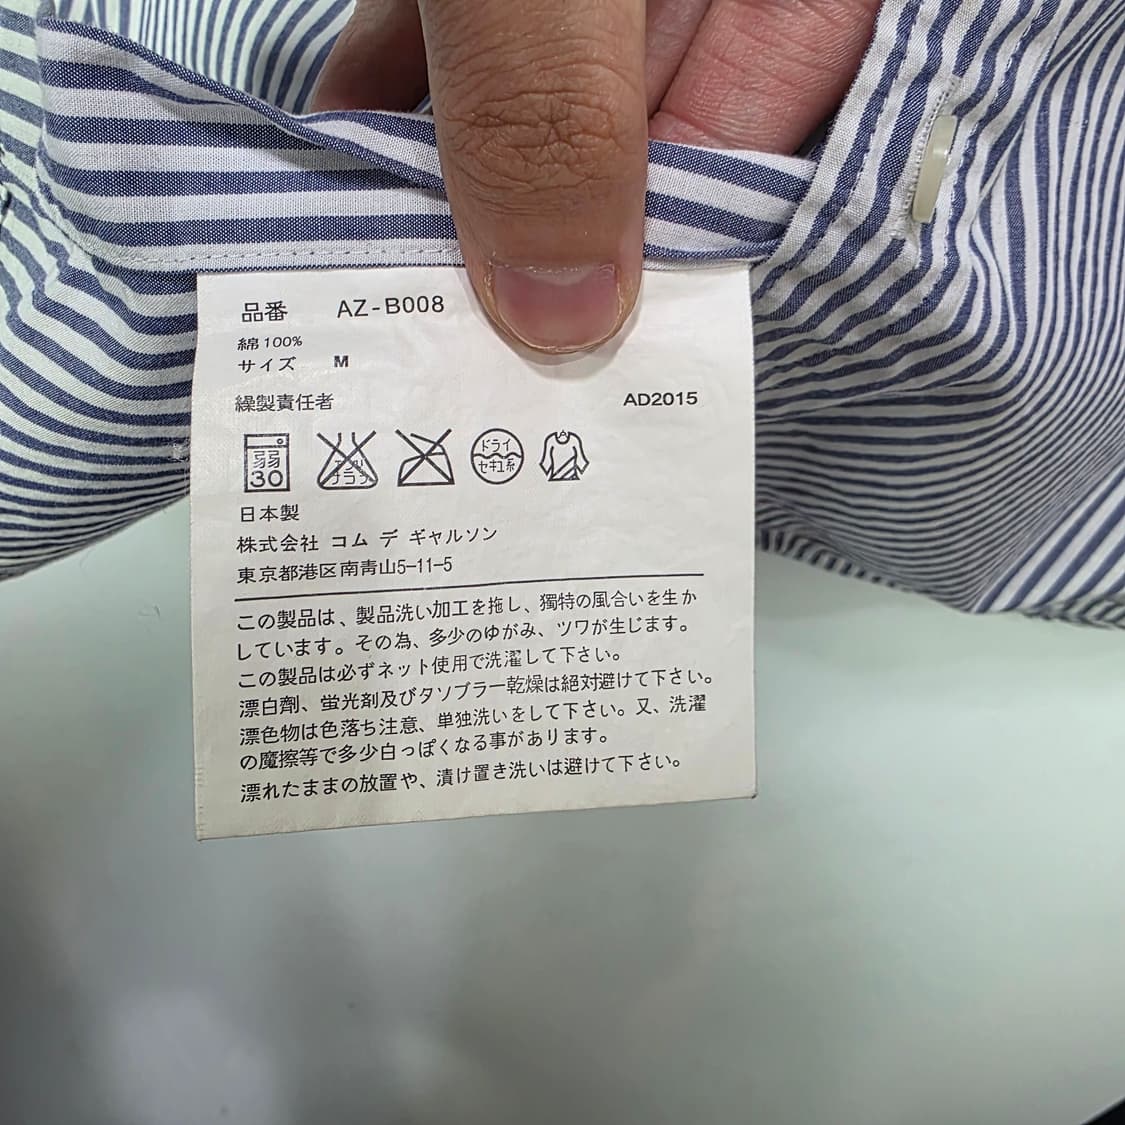 品番 AZ-B008
綿100%
サイズ M
繰製責任者 AD2015
弱
30
ドライ
セキユ系
日本製
株式会社 コム デ ギャルソン
東京都港区南青山5-11-5
この製品は、製品洗い加工を拖し、獨特の風合いを生か
しています。その為、多少のゆがみ、ツワが生じます。
この製品は必ずネット使用で洗濯して下さい。
漂白剤、蛍光剤及びタソブラー乾燥は絶対避けて下さい。
漂色物は色落ち注意、単独洗いをして下さい。又、洗濯
の魔擦等で多少白っぽくなる事があります。
漂れたままの放置や、漬け置き洗いは避けて下さい。